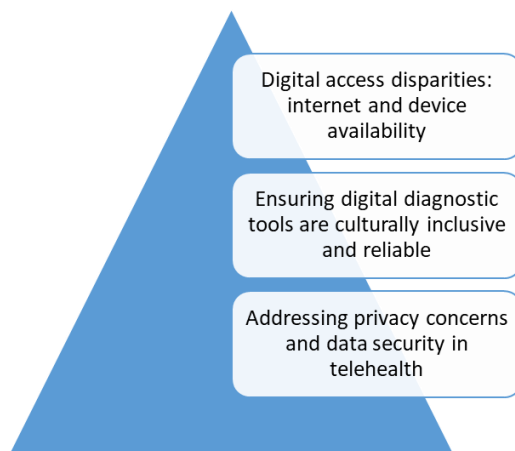 Digital access disparities:
internet and device
availability
Ensuring digital diagnostic
tools are culturally inclusive
and reliable
Addressing privacy concerns
and data security in
telehealth